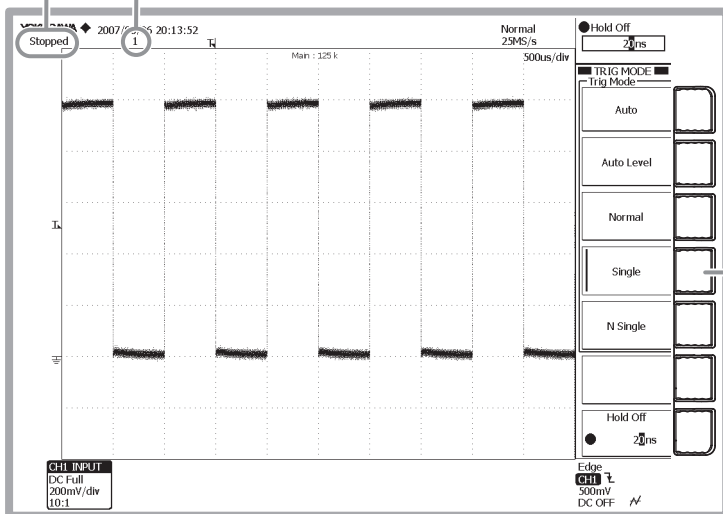 20:13:52
Stopped
1
T
Main : 125 k
Normal
25MS/s
500us/div
T
CH1 INPUT
DC Full
200mV/div
10:1
Hold Off
20ns
TRIG MODE
Trig Mode
Auto
Auto Level
Normal
Single
N Single
Hold Off
20ns
Edge
CH1
500mV
DC OFF